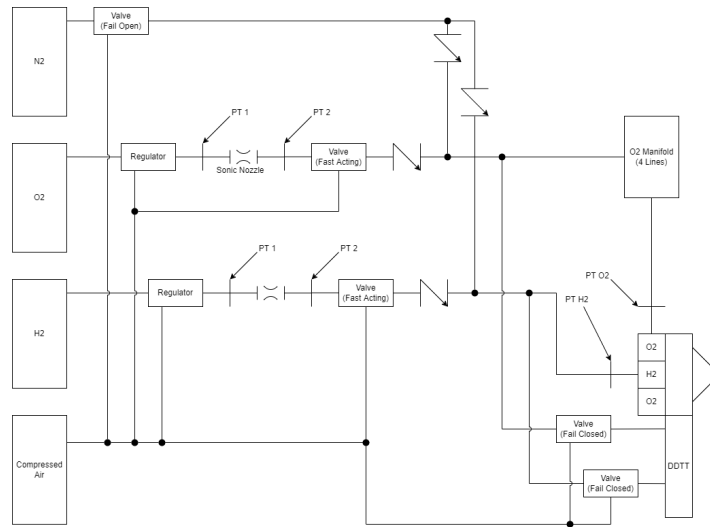 Valve
(Fail Open)
N2
PT 1
PT 2
O2
Regulator
Sonic Nozzle
Valve
(Fast Acting)
O2 Manifold
(4 Lines)
PT 1
PT 2
H2
Regulator
Valve
(Fast Acting)
PT O2
PT H2
O2
H2
O2
Compressed
Air
Valve
(Fail Closed)
Valve
(Fail Closed)
DDTT